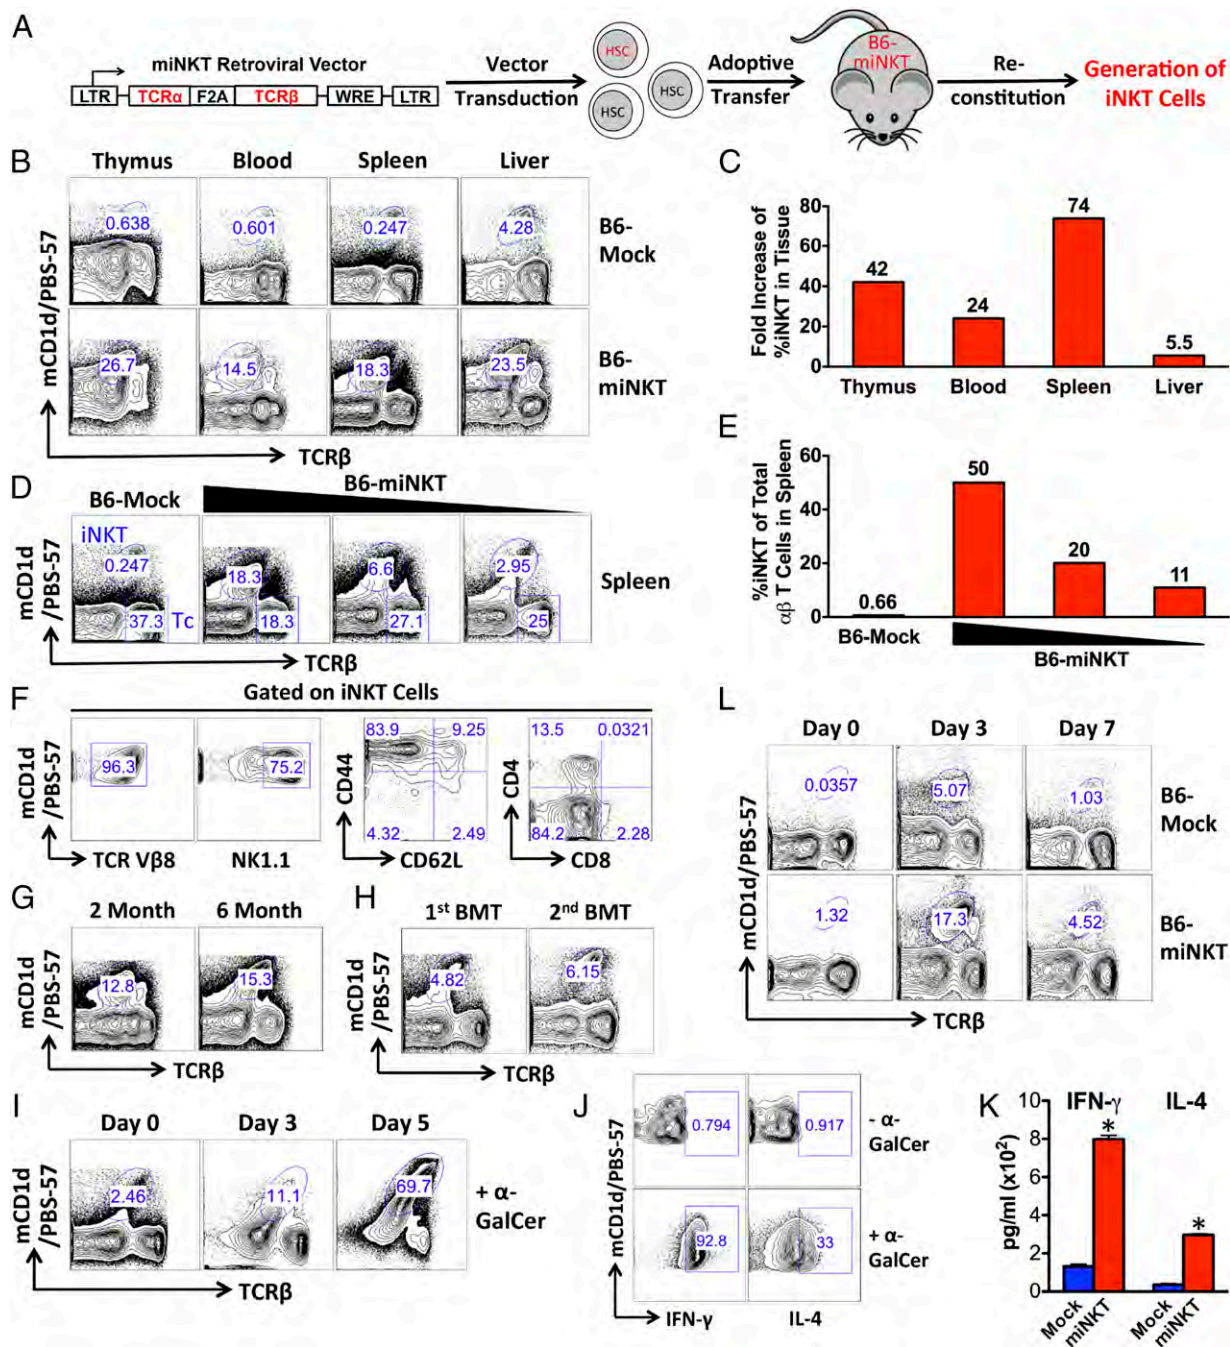 A
miNKT Retroviral Vector
LTR TCRα F2A TCRβ WRE LTR
Vector
Transduction
HSC
HSC
HSC
Adoptive
Transfer
B6-
miNKT
Re-
constitution
Generation of
iNKT Cells
B
Thymus Blood Spleen Liver
mCD1d/PBS-57
0.638 0.601 0.247 4.28
B6-
Mock
26.7 14.5 18.3 23.5
B6-
miNKT
TCRβ
C
Fold Increase of
%iNKT in Tissue
80
60
40
20
0
42 24 74 5.5
Thymus Blood Spleen Liver
D
B6-Mock B6-miNKT
mCD1d
/PBS-57
iNKT
0.247 18.3 6.6 2.95
37.3 Tc 18.3 27.1 25
Spleen
TCRβ
E
%iNKT of Total
αβ T Cells in Spleen
60
40
20
0
0.66 50 20 11
B6-Mock
B6-miNKT
F
Gated on iNKT Cells
mCD1d
/PBS-57
96.3
TCR Vβ8
75.2
NK1.1
CD44
83.9 9.25
4.32 2.49
CD62L
CD4
13.5 0.0321
84.2 2.28
CD8
G
2 Month 6 Month
mCD1d
/PBS-57
12.8 15.3
TCRβ
H
1st BMT 2nd BMT
mCD1d
/PBS-57
4.82 6.15
TCRβ
I
Day 0 Day 3 Day 5
mCD1d
/PBS-57
2.46 11.1 69.7
+ α-
GalCer
TCRβ
J
mCD1d/PBS-57
0.794 0.917
- α-
GalCer
92.8 33
+ α-
GalCer
IFN-γ IL-4
K
pg/ml (x10²)
10
8
6
4
2
0
IFN-γ IL-4
* *
Mock miNKT Mock miNKT
L
Day 0 Day 3 Day 7
mCD1d/PBS-57
0.0357 5.07 1.03
B6-
Mock
1.32 17.3 4.52
B6-
miNKT
TCRβ